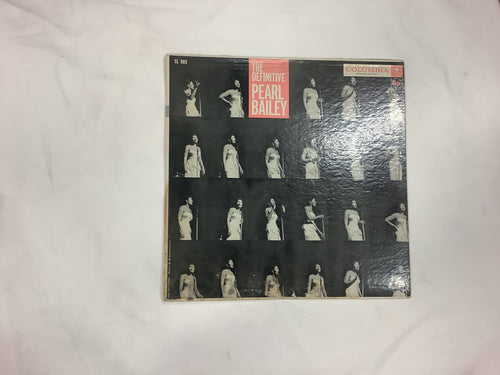 CL 985
THE
DEFINITIVE
PEARL
BAILEY
COLUMBIA